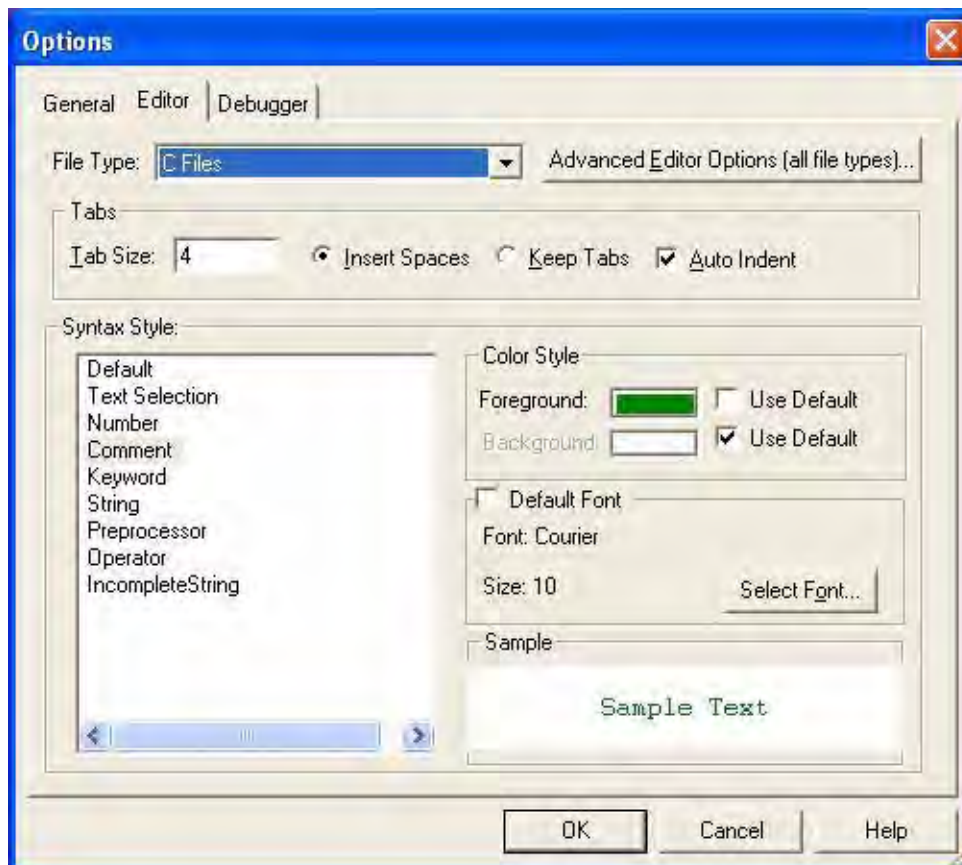 Options
General Editor Debugger
File Type: C Files Advanced Editor Options (all file types)...
Tabs
Tab Size: 4 Insert Spaces Keep Tabs Auto Indent
Syntax Style:
Default
Text Selection
Number
Comment
Keyword
String
Preprocessor
Operator
IncompleteString
Color Style
Foreground: Use Default
Background: Use Default
Default Font
Font: Courier
Size: 10 Select Font...
Sample
Sample Text
OK Cancel Help